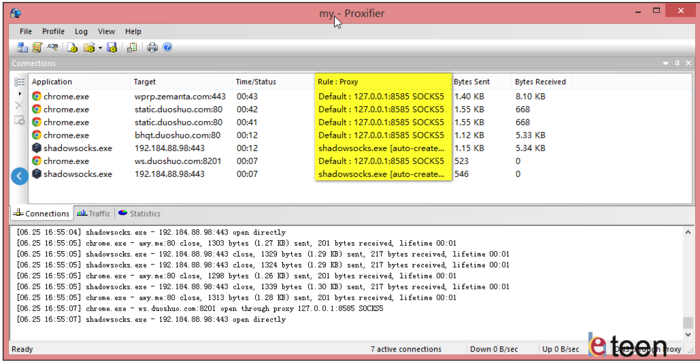 my - Proxifier
File Profile Log View Help
Connections
Application Target Time/Status Rule : Proxy Bytes Sent Bytes Received
chrome.exe wprp.zemanta.com:443 00:43 Default : 127.0.0.1:8585 SOCKS5 1.40 KB 8.10 KB
chrome.exe static.duoshuo.com:80 00:42 Default : 127.0.0.1:8585 SOCKS5 1.55 KB 668
chrome.exe static.duoshuo.com:80 00:41 Default : 127.0.0.1:8585 SOCKS5 1.55 KB 668
chrome.exe bhqt.duoshuo.com:80 00:12 Default : 127.0.0.1:8585 SOCKS5 1.12 KB 5.33 KB
shadowsocks.exe 192.184.88.98:443 00:12 shadowsocks.exe [auto-create... 1.15 KB 5.34 KB
chrome.exe ws.duoshuo.com:8201 00:07 Default : 127.0.0.1:8585 SOCKS5 523 0
shadowsocks.exe 192.184.88.98:443 00:07 shadowsocks.exe [auto-create... 546 0
Connections Traffic Statistics
[06.25 16:55:04] shadowsocks.exe - 192.184.88.98:443 open directly
[06.25 16:55:05] chrome.exe - awy.me:80 close, 1303 bytes (1.27 KB) sent, 201 bytes received, lifetime 00:01
[06.25 16:55:05] shadowsocks.exe - 192.184.88.98:443 close, 1329 bytes (1.29 KB) sent, 217 bytes received, lifetime 00:01
[06.25 16:55:05] shadowsocks.exe - 192.184.88.98:443 close, 1324 bytes (1.29 KB) sent, 217 bytes received, lifetime 00:01
[06.25 16:55:05] chrome.exe - awy.me:80 close, 1298 bytes (1.26 KB) sent, 201 bytes received, lifetime 00:01
[06.25 16:55:05] shadowsocks.exe - 192.184.88.98:443 close, 1339 bytes (1.30 KB) sent, 217 bytes received, lifetime 00:01
[06.25 16:55:05] chrome.exe - awy.me:80 close, 1313 bytes (1.28 KB) sent, 201 bytes received, lifetime 00:01
[06.25 16:55:07] chrome.exe - ws.duoshuo.com:8201 open through proxy 127.0.0.1:8585 SOCKS5
[06.25 16:55:07] shadowsocks.exe - 192.184.88.98:443 open directly
Ready 7 active connections Down 0 B/sec Up 0 B/sec through Proxy
eteen